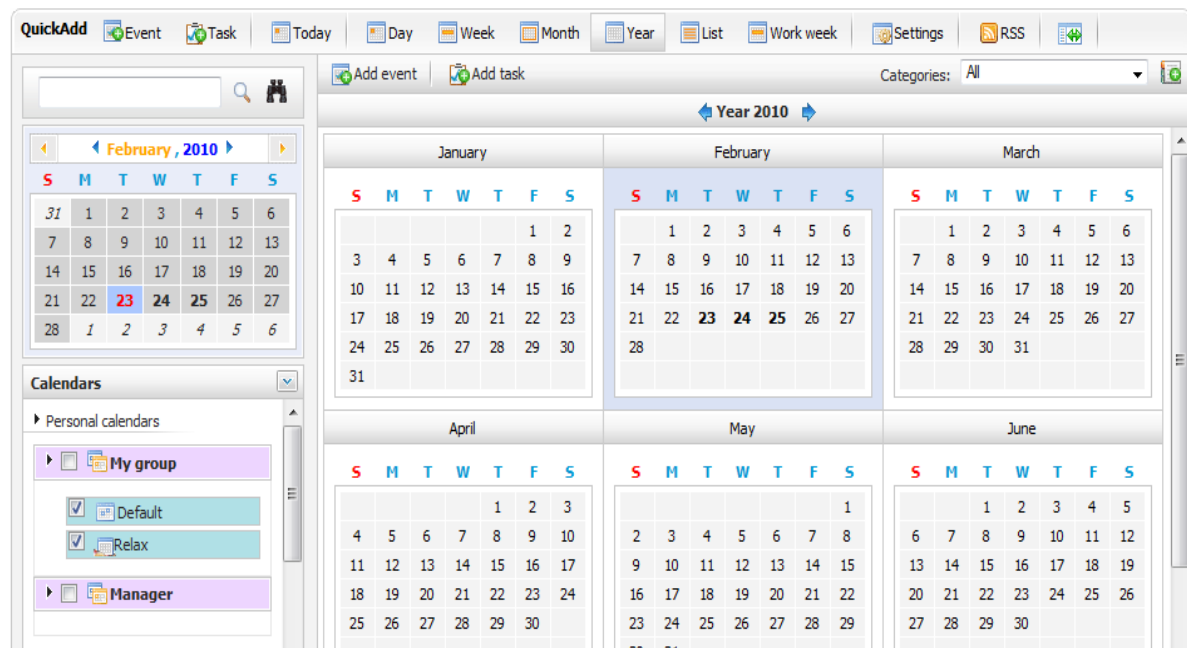 QuickAdd Event Task Today Day Week Month Year List Work week Settings RSS
Add event Add task Categories: All
Year 2010
February , 2010
S M T W T F S
31 1 2 3 4 5 6
7 8 9 10 11 12 13
14 15 16 17 18 19 20
21 22 23 24 25 26 27
28 1 2 3 4 5 6
Calendars
Personal calendars
My group
Default
Relax
Manager
January
S M T W T F S
1 2
3 4 5 6 7 8 9
10 11 12 13 14 15 16
17 18 19 20 21 22 23
24 25 26 27 28 29 30
31
February
S M T W T F S
1 2 3 4 5 6
7 8 9 10 11 12 13
14 15 16 17 18 19 20
21 22 23 24 25 26 27
28
March
S M T W T F S
1 2 3 4 5 6
7 8 9 10 11 12 13
14 15 16 17 18 19 20
21 22 23 24 25 26 27
28 29 30 31
April
S M T W T F S
1 2 3
4 5 6 7 8 9 10
11 12 13 14 15 16 17
18 19 20 21 22 23 24
25 26 27 28 29 30
May
S M T W T F S
1
2 3 4 5 6 7 8
9 10 11 12 13 14 15
16 17 18 19 20 21 22
23 24 25 26 27 28 29
June
S M T W T F S
1 2 3 4 5
6 7 8 9 10 11 12
13 14 15 16 17 18 19
20 21 22 23 24 25 26
27 28 29 30